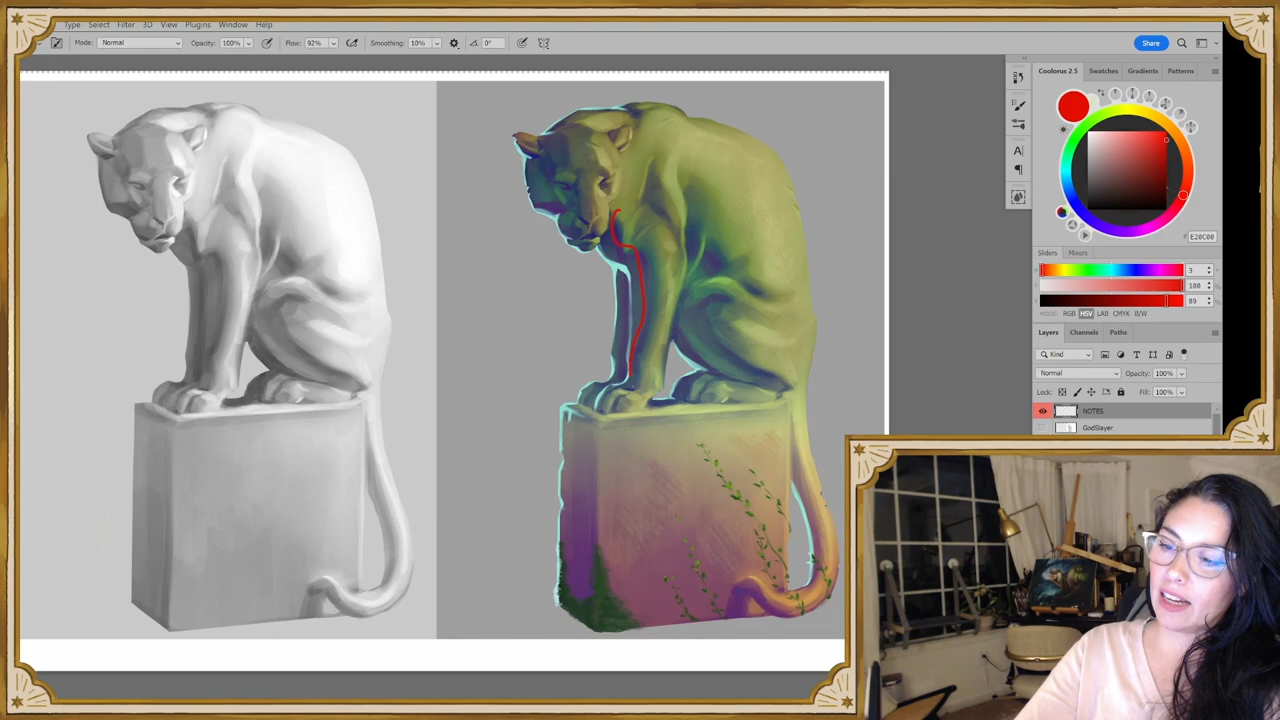 Type Select Filter 3D View Plugins Window Help
Mode: Normal Opacity: 100% Flow: 92% Smoothing: 10% 0° Share
Coolorus 2.5 Swatches Gradients Patterns
# E20C00
Sliders Mixers
3
100
89
MODE: RGB HSV LAB CMYK B/W
Layers Channels Paths
Kind
Normal Opacity: 100%
Lock: Fill: 100%
NOTES
GodSlayer